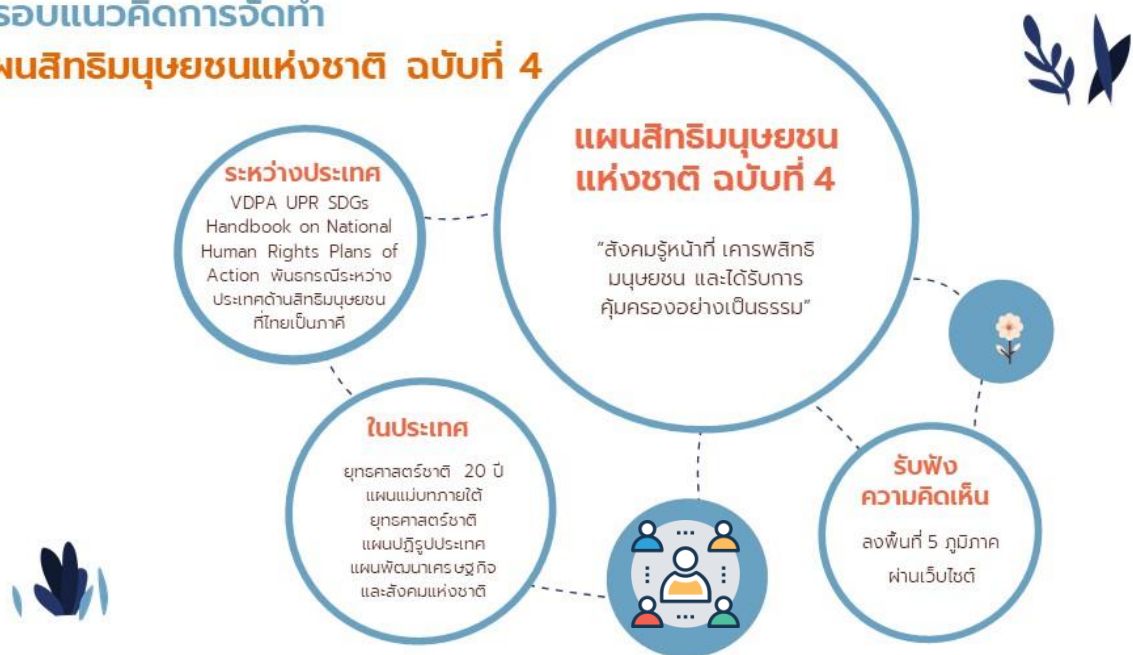 รอบแนวคิดการจัดทำ
ผนสิทธิมนุษยชนแห่งชาติ ฉบับที่ 4
แผนสิทธิมนุษยชน
แห่งชาติ ฉบับที่ 4
"สังคมรู้หน้าที่ เคารพสิทธิ
มนุษยชน และได้รับการ
คุ้มครองอย่างเป็นธรรม"
ระหว่างประเทศ
VDPA UPR SDGs
Handbook on National
Human Rights Plans of
Action พันธกรณีระหว่าง
ประเทศด้านสิทธิมนุษยชน
ที่ไทยเป็นภาคี
ในประเทศ
ยุทธศาสตร์ชาติ 20 ปี
แผนแม่บทภายใต้
ยุทธศาสตร์ชาติ
แผนปฏิรูปประเทศ
แผนพัฒนาเศรษฐกิจ
และสังคมแห่งชาติ
รับฟัง
ความคิดเห็น
ลงพื้นที่ 5 ภูมิภาค
ผ่านเว็บไซต์